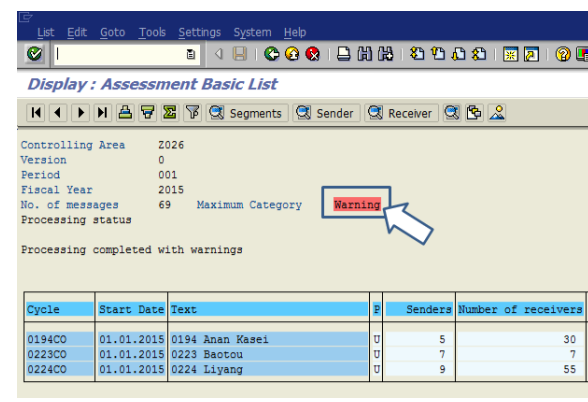 List Edit Goto Tools Settings System Help
Display : Assessment Basic List
Segments Sender Receiver
Controlling Area Z026
Version 0
Period 001
Fiscal Year 2015
No. of messages 69 Maximum Category Warning
Processing status
Processing completed with warnings
Cycle Start Date Text P Senders Number of receivers
0194CO 01.01.2015 0194 Anan Kasei U 5 30
0223CO 01.01.2015 0223 Baotou U 7 7
0224CO 01.01.2015 0224 Liyang U 9 55